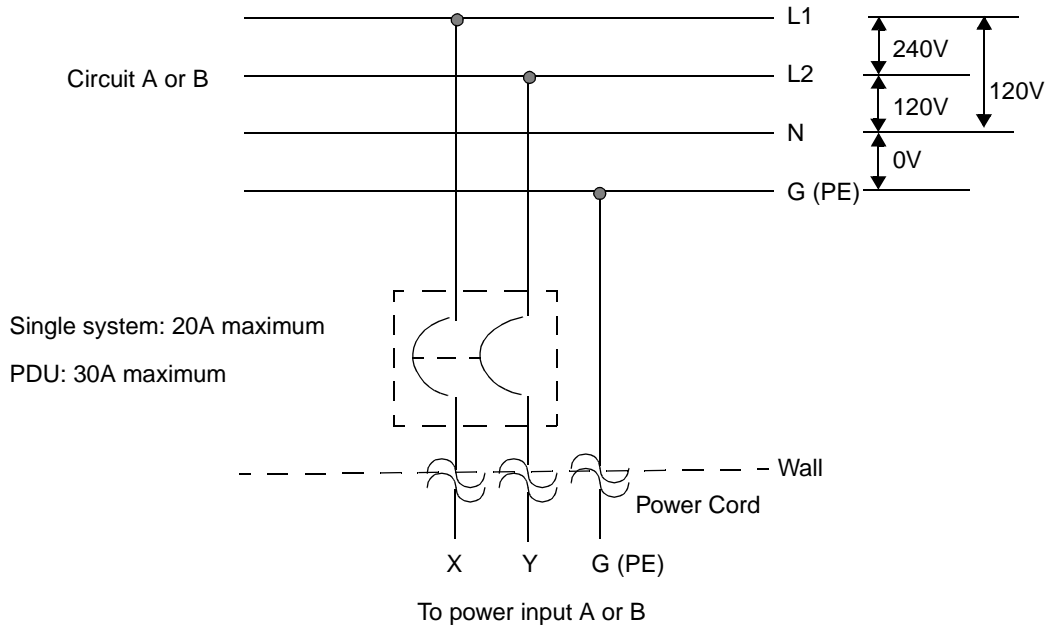 L1
240V
Circuit A or B
L2
120V
120V
N
0V
G (PE)
Single system: 20A maximum
PDU: 30A maximum
Wall
Power Cord
X Y G (PE)
To power input A or B